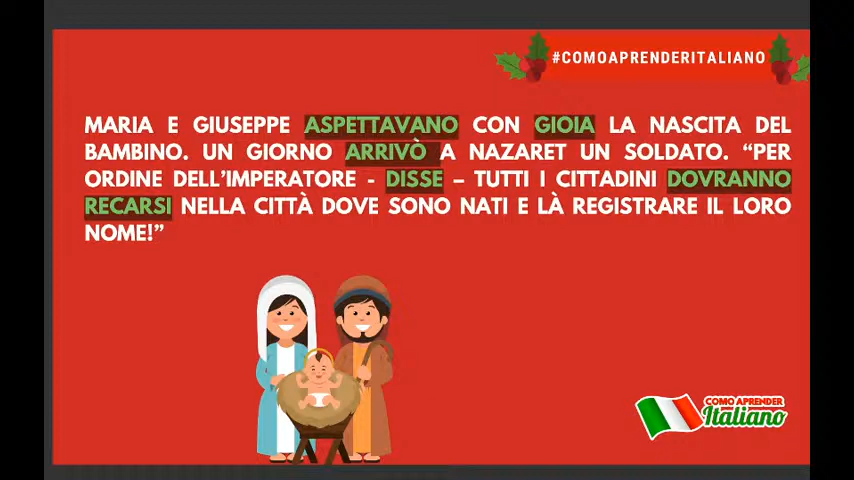 #COMOAPRENDERITALIANO
MARIA E GIUSEPPE ASPETTAVANO CON GIOIA LA NASCITA DEL
BAMBINO. UN GIORNO ARRIVÒ A NAZARET UN SOLDATO. “PER
ORDINE DELL’IMPERATORE - DISSE – TUTTI I CITTADINI DOVRANNO
RECARSI NELLA CITTÀ DOVE SONO NATI E LÀ REGISTRARE IL LORO
NOME!”
COMO APRENDER
Italiano